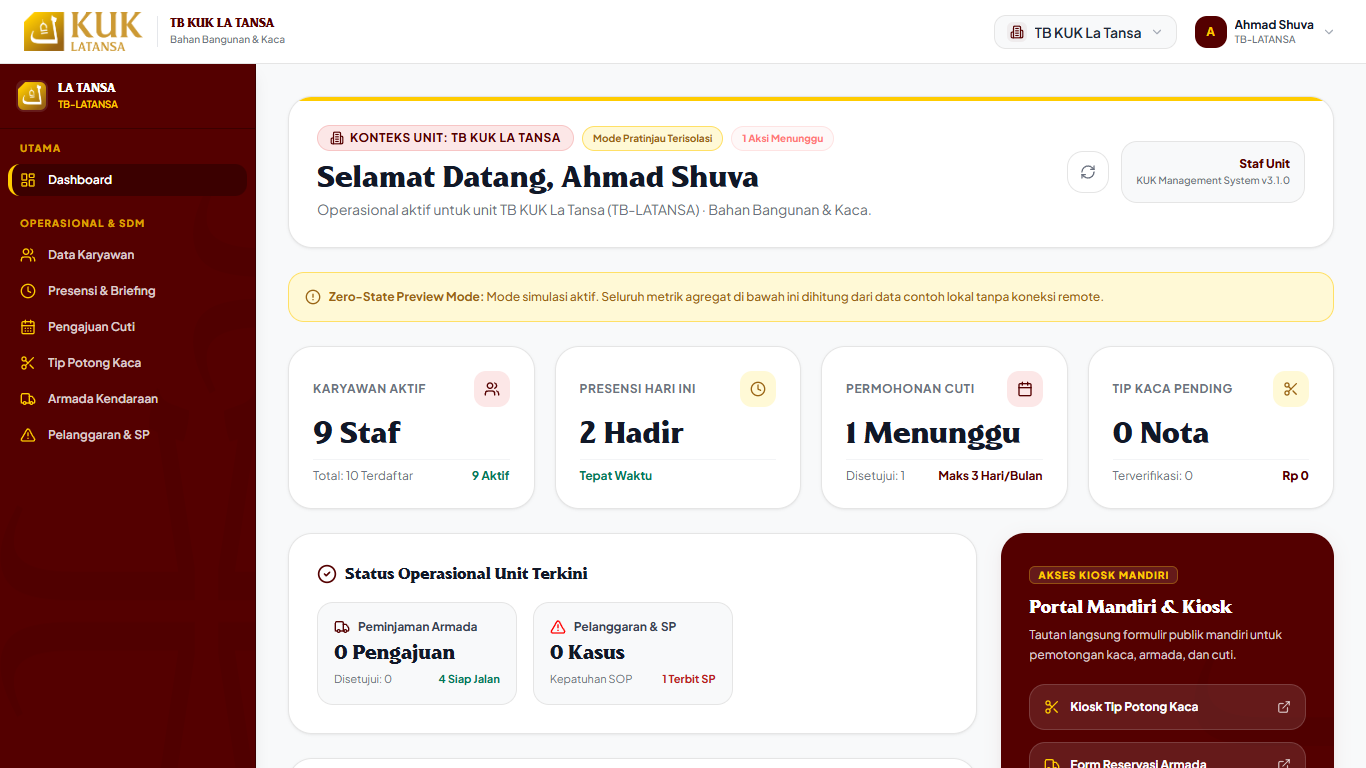 KUK
LATANSA
TB KUK LA TANSA
Bahan Bangunan & Kaca
TB KUK La Tansa
A
Ahmad Shuva
TB-LATANSA
LA TANSA
TB-LATANSA
UTAMA
Dashboard
OPERASIONAL & SDM
Data Karyawan
Presensi & Briefing
Pengajuan Cuti
Tip Potong Kaca
Armada Kendaraan
Pelanggaran & SP
KONTEKS UNIT: TB KUK LA TANSA
Mode Pratinjau Terisolasi
1 Aksi Menunggu
Selamat Datang, Ahmad Shuva
Operasional aktif untuk unit TB KUK La Tansa (TB-LATANSA) · Bahan Bangunan & Kaca.
Staf Unit
KUK Management System v3.1.0
Zero-State Preview Mode: Mode simulasi aktif. Seluruh metrik agregat di bawah ini dihitung dari data contoh lokal tanpa koneksi remote.
KARYAWAN AKTIF
9 Staf
Total: 10 Terdaftar
9 Aktif
PRESENSI HARI INI
2 Hadir
Tepat Waktu
PERMOHONAN CUTI
1 Menunggu
Disetujui: 1
Maks 3 Hari/Bulan
TIP KACA PENDING
0 Nota
Terverifikasi: 0
Rp 0
Status Operasional Unit Terkini
Peminjaman Armada
0 Pengajuan
Disetujui: 0
4 Siap Jalan
Pelanggaran & SP
0 Kasus
Kepatuhan SOP
1 Terbit SP
AKSES KIOSK MANDIRI
Portal Mandiri & Kiosk
Tautan langsung formulir publik mandiri untuk
pemotongan kaca, armada, dan cuti.
Kiosk Tip Potong Kaca
Form Reservasi Armada